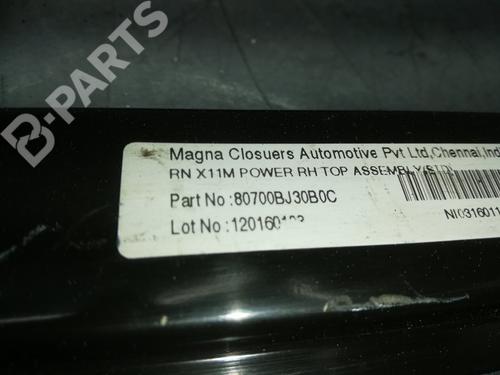 B-PARTS
Magna Closuers Automotive Pvt Ltd,Chennai,Ind
RN X11M POWER RH TOP ASSEMBLY
Part No :80700BJ30B0C
Lot No :120160